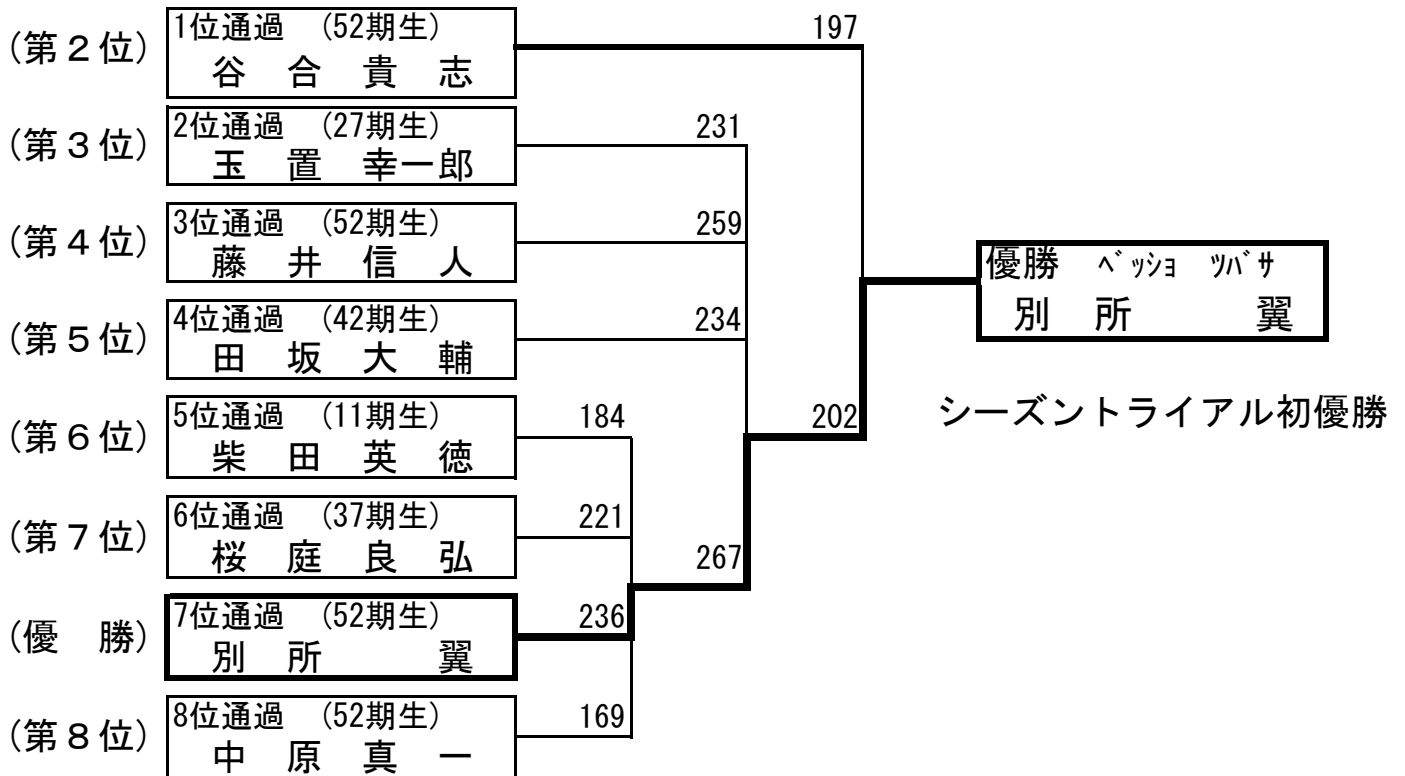 1位通過 (52期生)
(第2位)
谷 合 貴 志
197
2位通過 (27期生)
(第3位)
玉 置 幸一郎
231
3位通過 (52期生)
(第4位)
藤 井 信 人
259
4位通過 (42期生)
(第5位)
田 坂 大 輔
234
5位通過 (11期生)
(第6位)
柴 田 英 徳
184
6位通過 (37期生)
(第7位)
桜 庭 良 弘
221
267
7位通過 (52期生)
(優 勝)
別 所 翼
236
8位通過 (52期生)
(第8位)
中 原 真 一
169
202
優勝 ベッショ ツバサ
別 所 翼
シーズントライアル初優勝